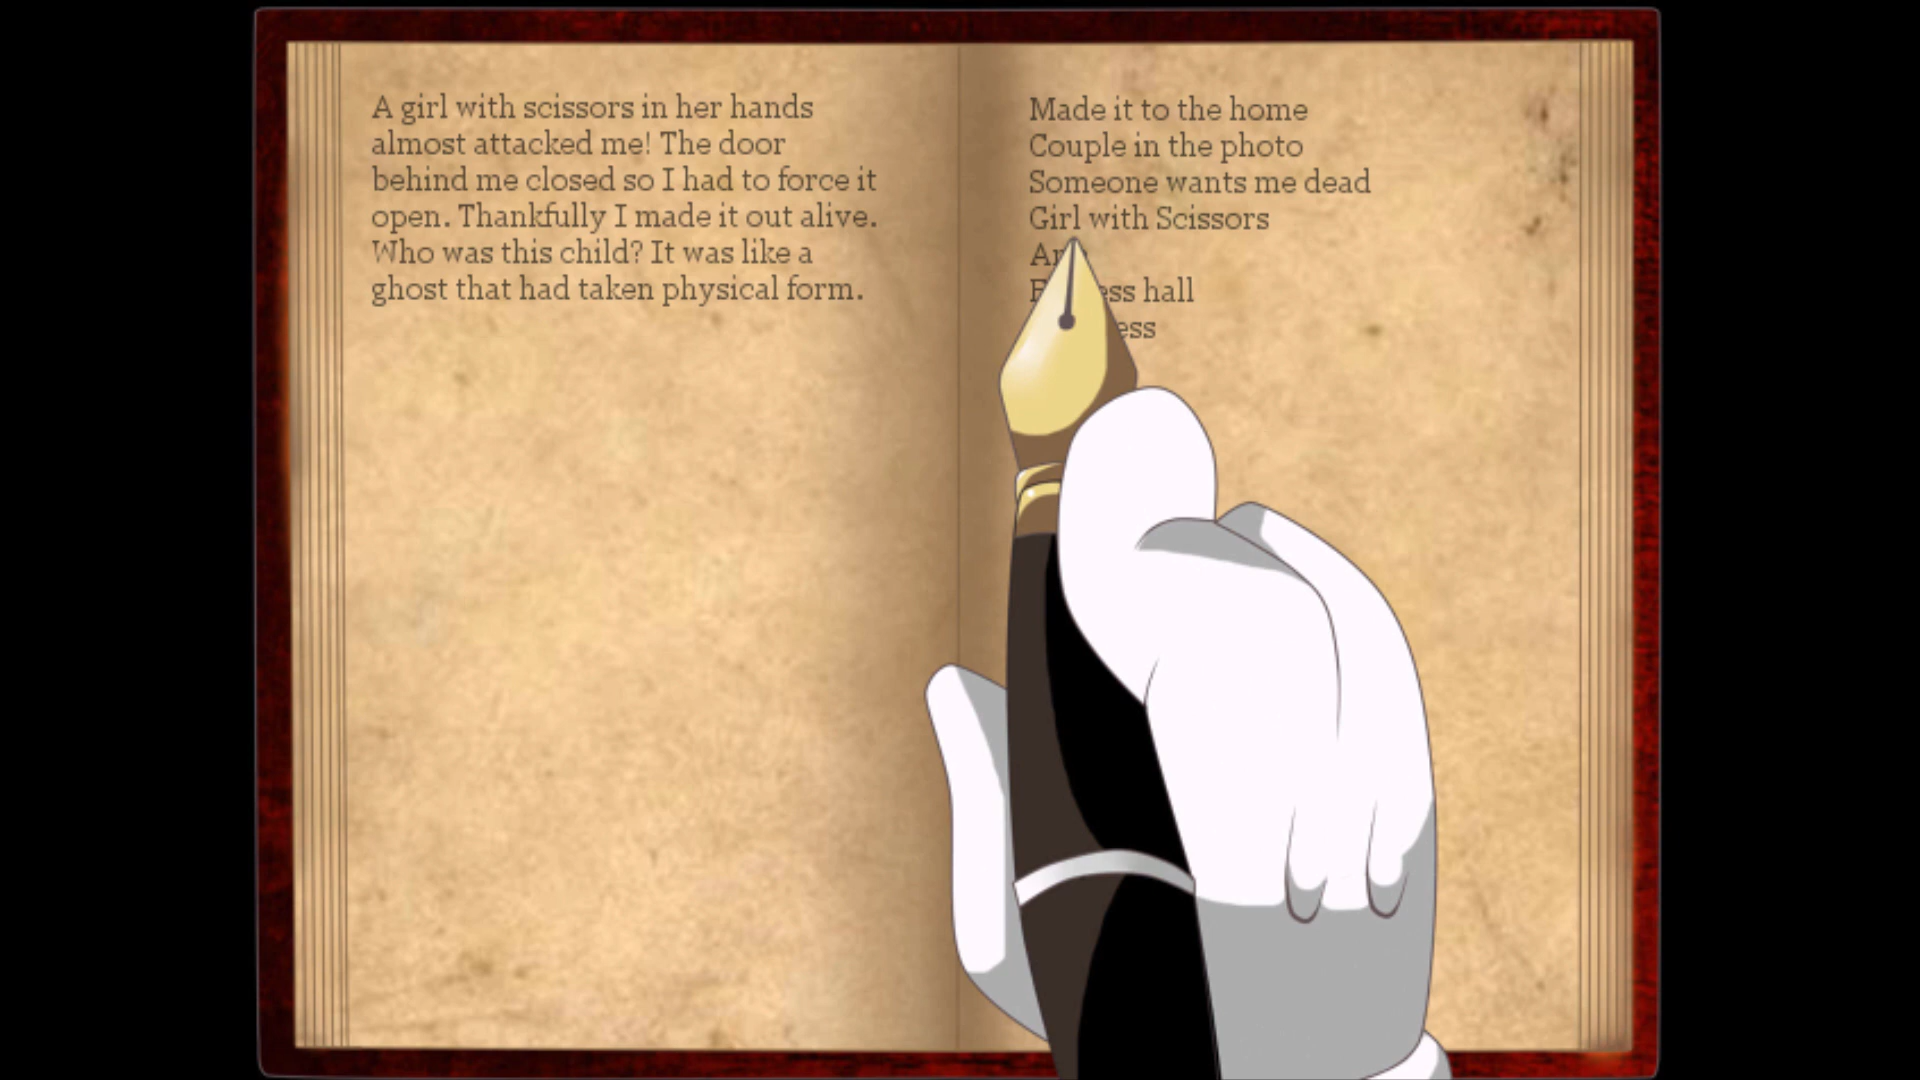 A girl with scissors in her hands
almost attacked me! The door
behind me closed so I had to force it
open. Thankfully I made it out alive.
Who was this child? It was like a
ghost that had taken physical form.
Made it to the home
Couple in the photo
Someone wants me dead
Girl with Scissors
hall